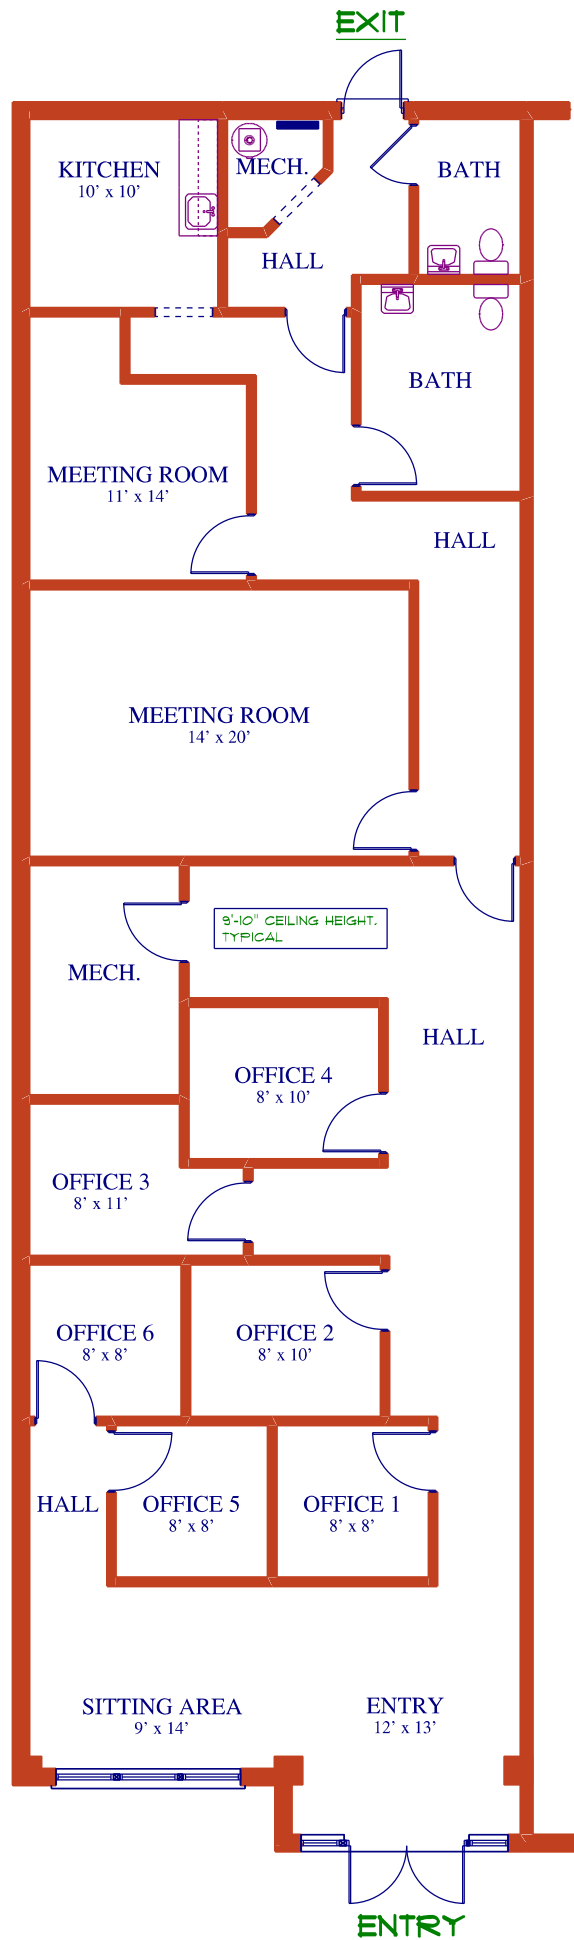 EXIT
KITCHEN
10' x 10'
MECH.
BATH
HALL
BATH
MEETING ROOM
11' x 14'
HALL
MEETING ROOM
14' x 20'
9'-10" CEILING HEIGHT.
TYPICAL
MECH.
HALL
OFFICE 4
8' x 10'
OFFICE 3
8' x 11'
OFFICE 6
8' x 8'
OFFICE 2
8' x 10'
HALL
OFFICE 5
8' x 8'
OFFICE 1
8' x 8'
SITTING AREA
9' x 14'
ENTRY
12' x 13'
ENTRY